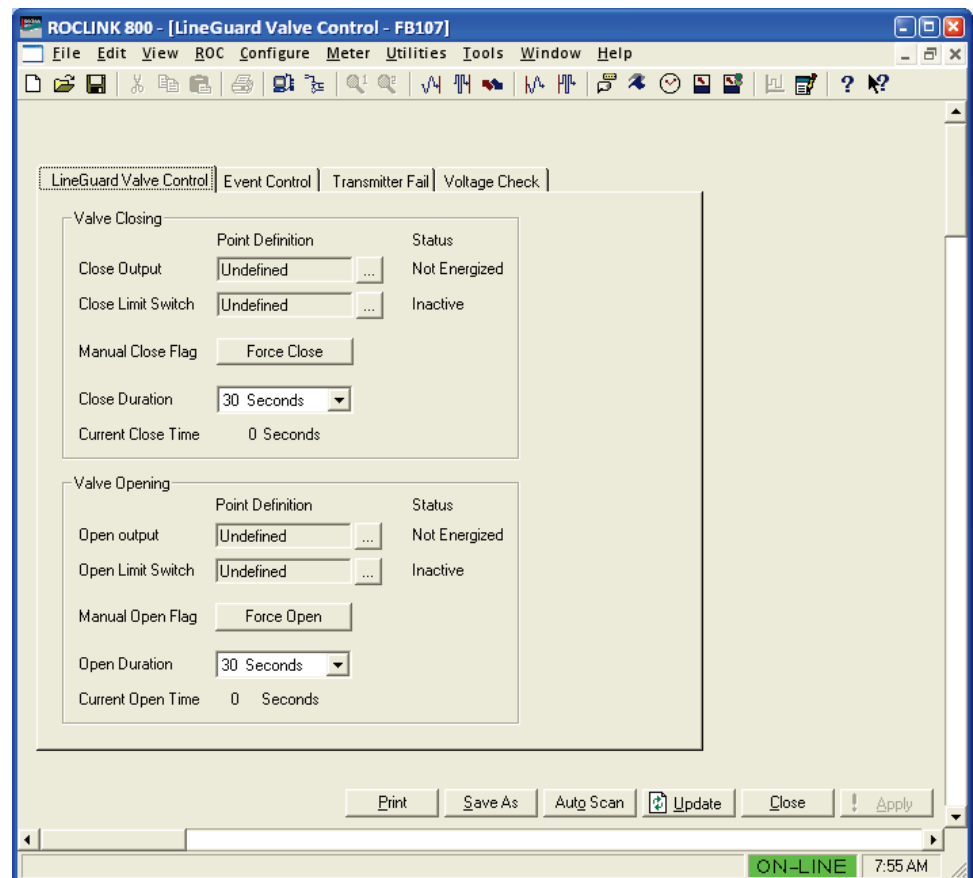 ROCLINK 800 - [LineGuard Valve Control - FB107]
File Edit View ROC Configure Meter Utilities Tools Window Help
LineGuard Valve Control Event Control Transmitter Fail Voltage Check
Valve Closing
Point Definition Status
Close Output Undefined ... Not Energized
Close Limit Switch Undefined ... Inactive
Manual Close Flag Force Close
Close Duration 30 Seconds
Current Close Time 0 Seconds
Valve Opening
Point Definition Status
Open output Undefined ... Not Energized
Open Limit Switch Undefined ... Inactive
Manual Open Flag Force Open
Open Duration 30 Seconds
Current Open Time 0 Seconds
Print Save As Auto Scan Update Close ! Apply
ON-LINE 7:55 AM